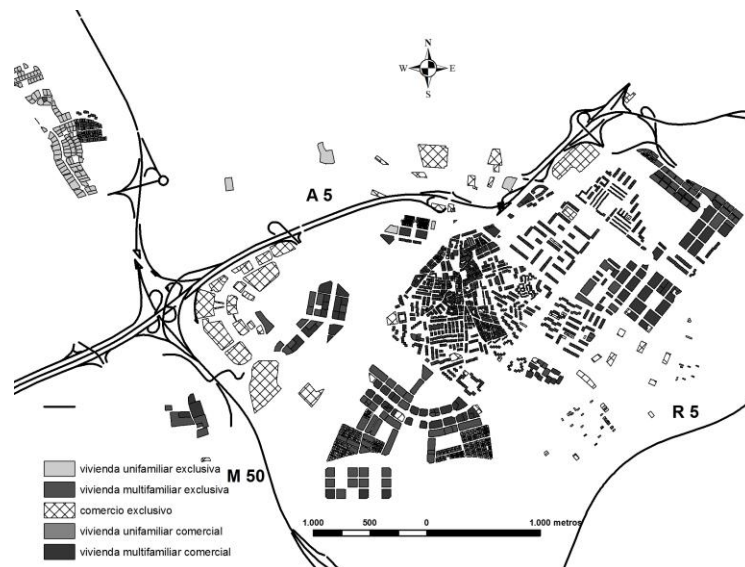 N
W E
S
A 5
R 5
M 50
vivienda unifamiliar exclusiva
vivienda multifamiliar exclusiva
comercio exclusivo
vivienda unifamiliar comercial
vivienda multifamiliar comercial
1.000 500 0 1.000 metros